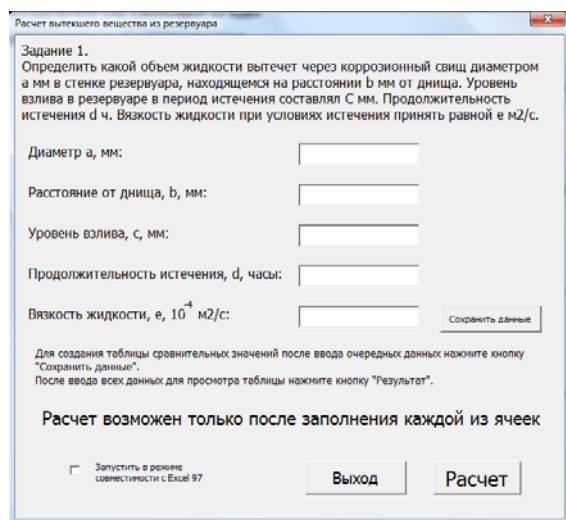 Расчет вытекшего вещества из резервуара
Задание 1.
Определить какой объем жидкости вытечет через коррозионный свищ диаметром
а мм в стенке резервуара, находящемся на расстоянии b мм от днища. Уровень
взлива в резервуаре в период истечения составлял С мм. Продолжительность
истечения d ч. Вязкость жидкости при условиях истечения принять равной е м2/с.
Диаметр а, мм:
Расстояние от днища, b, мм:
Уровень взлива, с, мм:
Продолжительность истечения, d, часы:
Вязкость жидкости, е, 10⁻⁴ м2/с:
Сохранить данные
Для создания таблицы сравнительных значений после ввода очередных данных нажмите кнопку
"Сохранить данные".
После ввода всех данных для просмотра таблицы нажмите кнопку "Результат".
Расчет возможен только после заполнения каждой из ячеек
Запустить в режиме
совместимости с Excel 97
Выход
Расчет